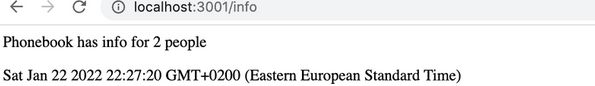 localhost:3001/info
Phonebook has info for 2 people
Sat Jan 22 2022 22:27:20 GMT+0200 (Eastern European Standard Time)